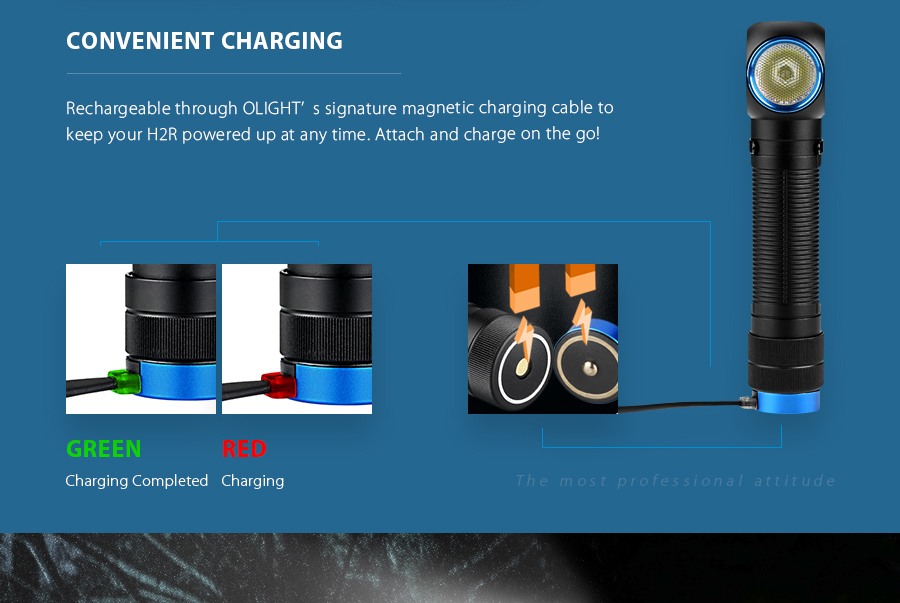 CONVENIENT CHARGING
Rechargeable through OLIGHT’ s signature magnetic charging cable to
keep your H2R powered up at any time. Attach and charge on the go!
GREEN
RED
Charging Completed
Charging
The most professional attitude